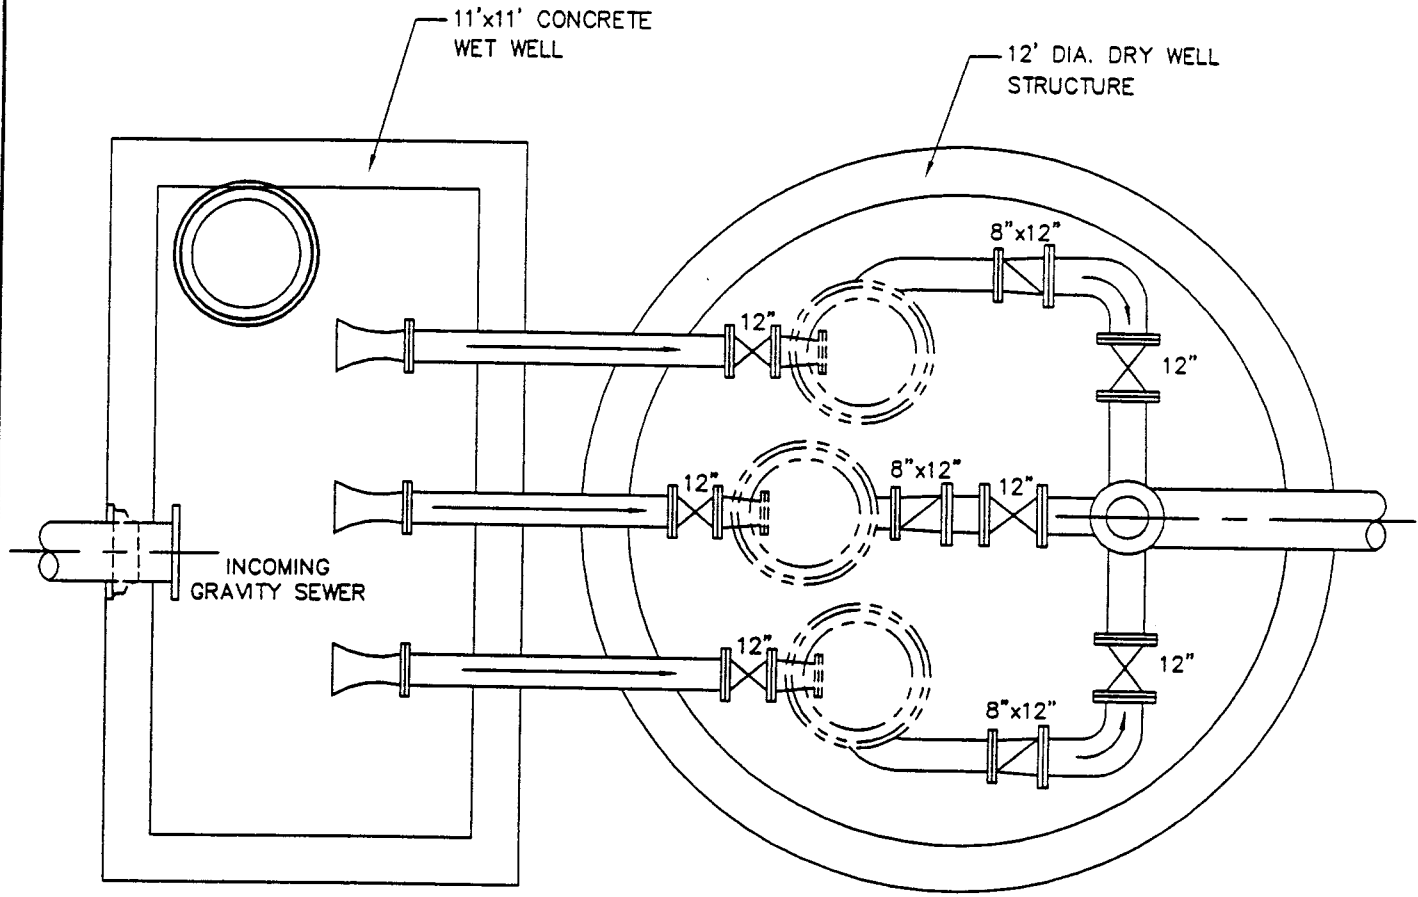 11'x11' CONCRETE
WET WELL
12' DIA. DRY WELL
STRUCTURE
8"x12"
12"
12"
8"x12"
12"
12"
INCOMING
GRAVITY SEWER
12"
12"
8"x12"